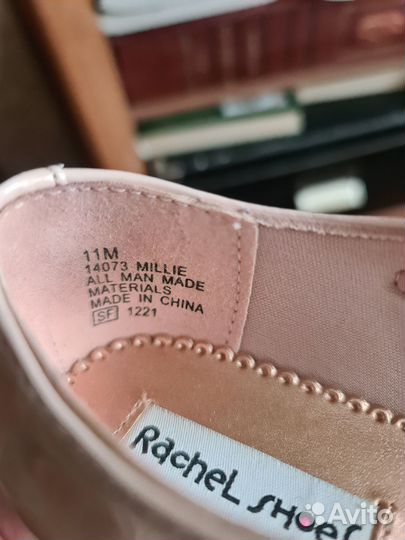 11M
14073 MILLIE
ALL MAN MADE
MATERIALS
MADE IN CHINA
SF 1221
Rachel Shoes
Avito